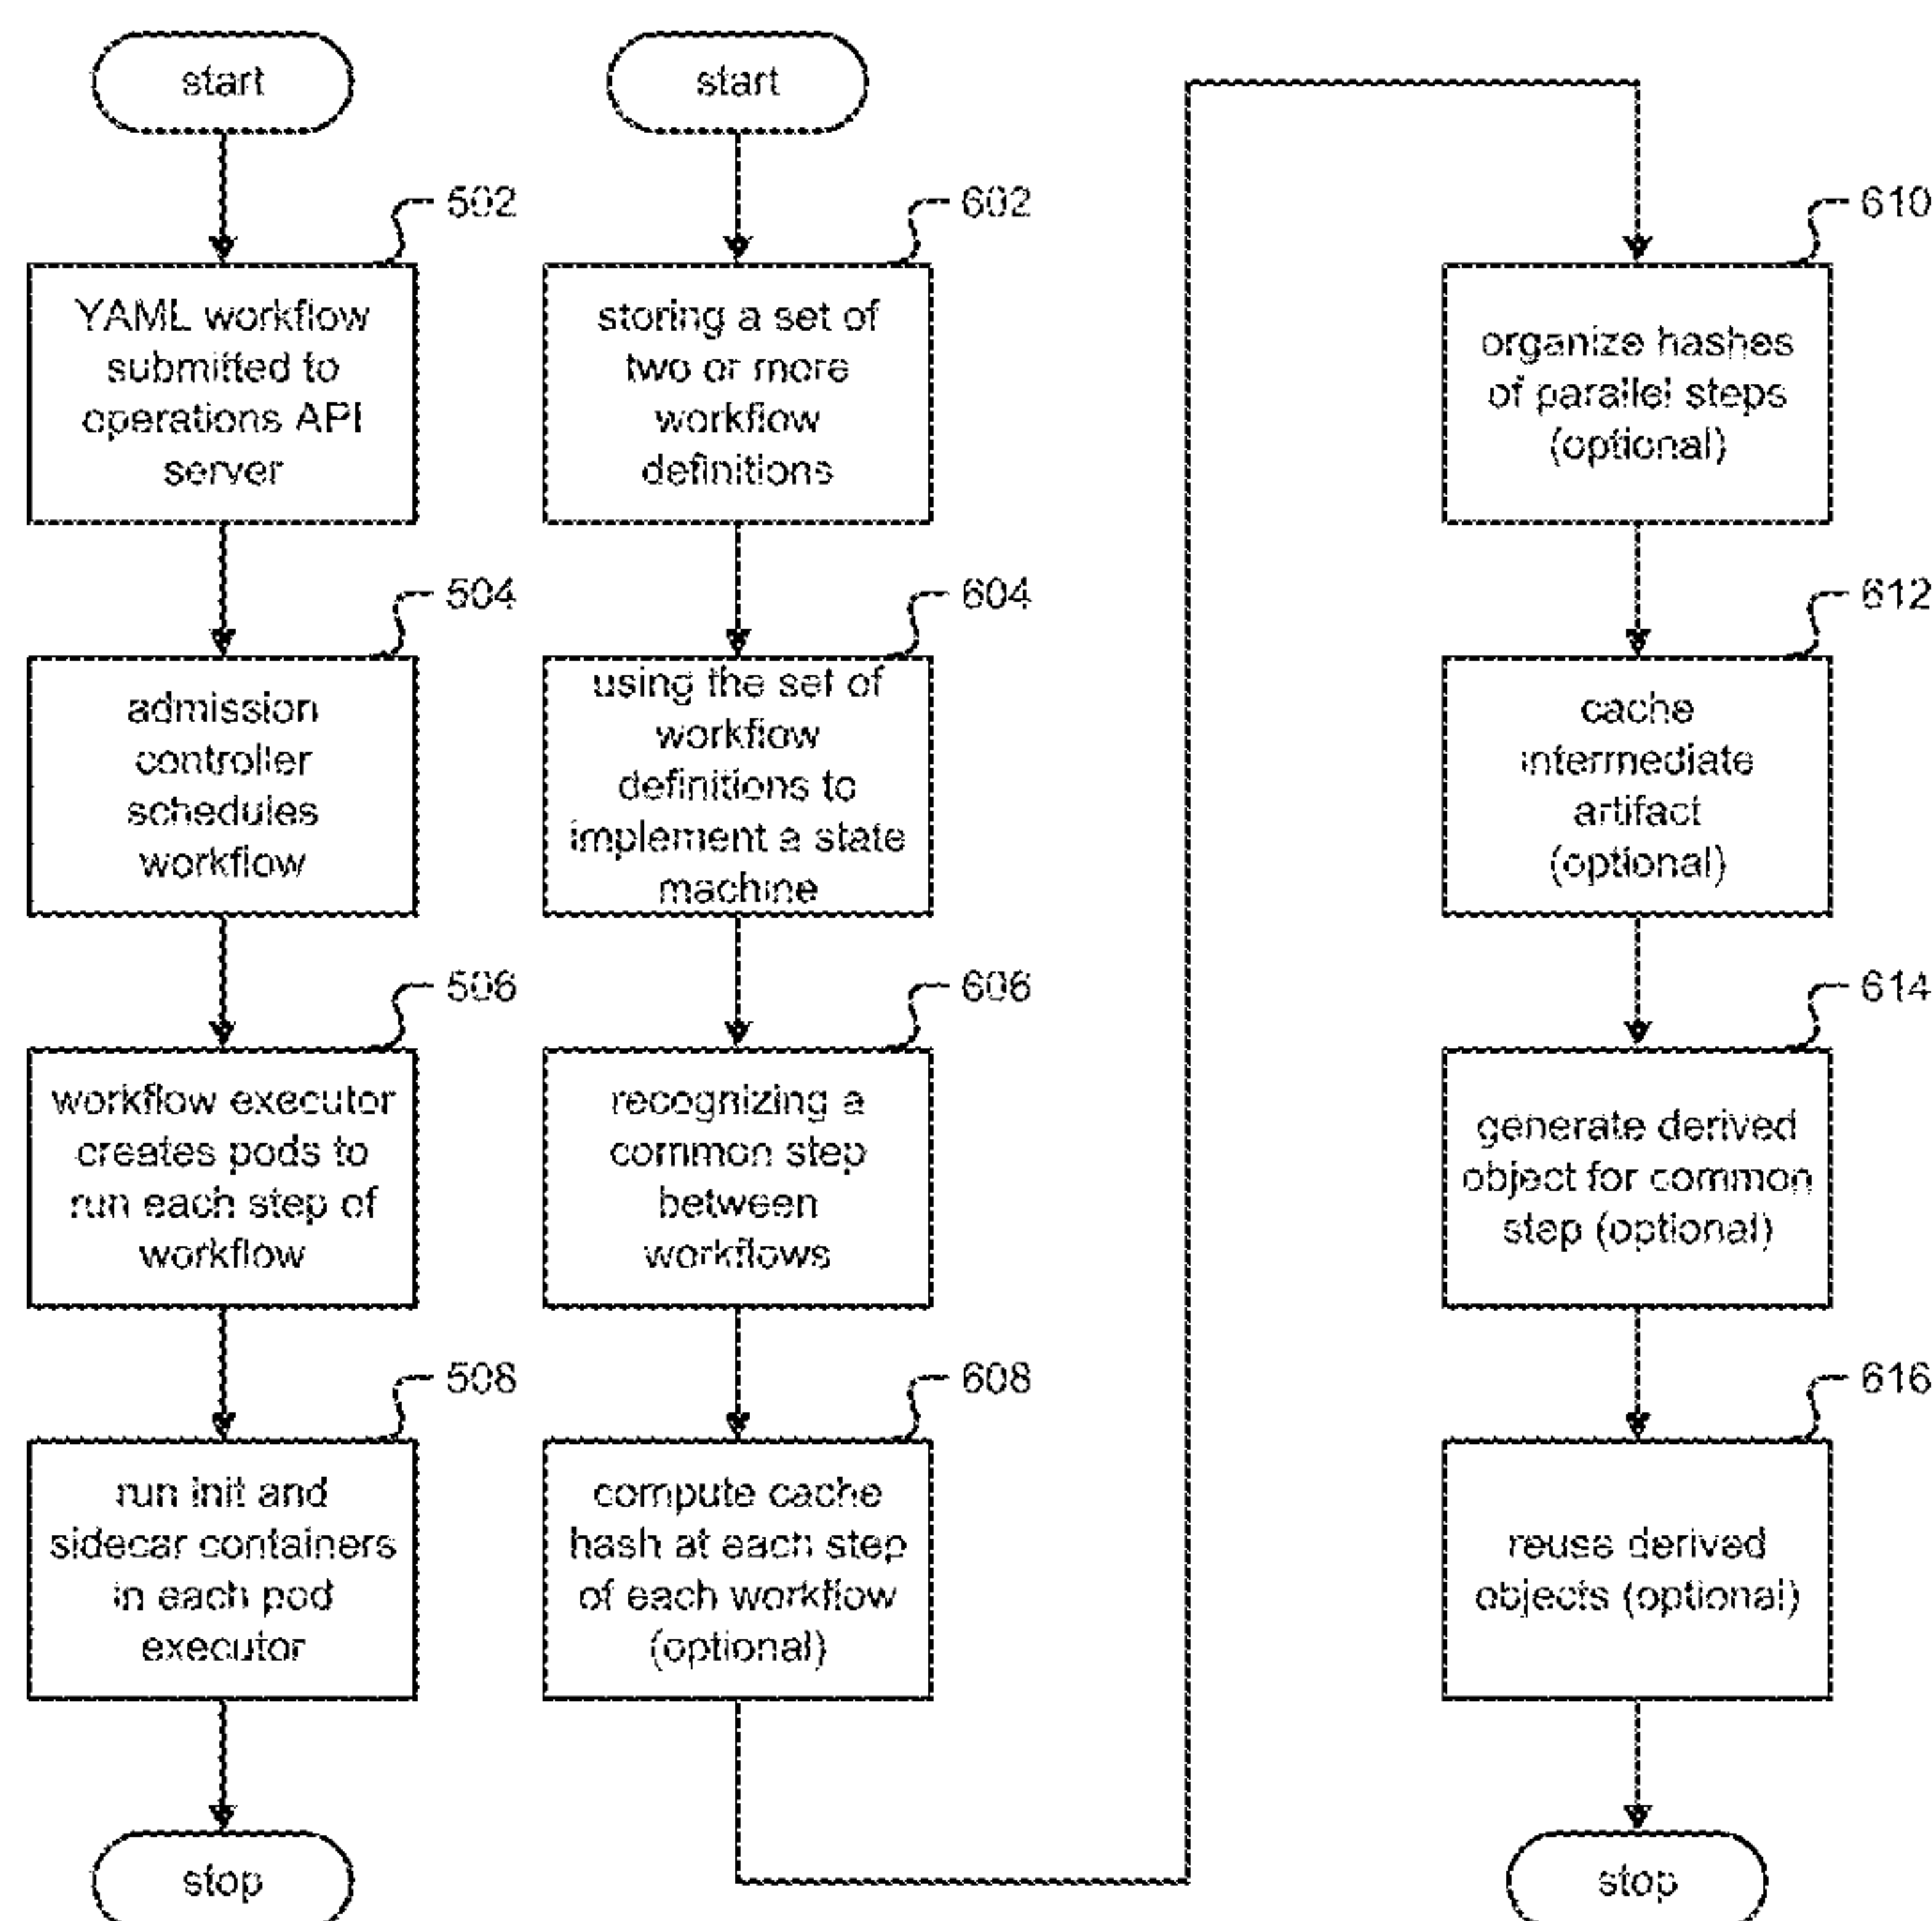 start
502
YAML workflow
submitted to
operations API
server
504
admission
controller
schedules
workflow
506
workflow executor
creates pods to
run each step of
workflow
508
run init and
sidecar containers
in each pod
executor
stop
start
602
storing a set of
two or more
workflow
definitions
604
using the set of
workflow
definitions to
implement a state
machine
606
recognizing a
common step
between
workflows
608
compute cache
hash at each step
of each workflow
(optional)
610
organize hashes
of parallel steps
(optional)
612
cache
intermediate
artifact
(optional)
614
generate derived
object for common
step (optional)
616
reuse derived
objects (optional)
stop